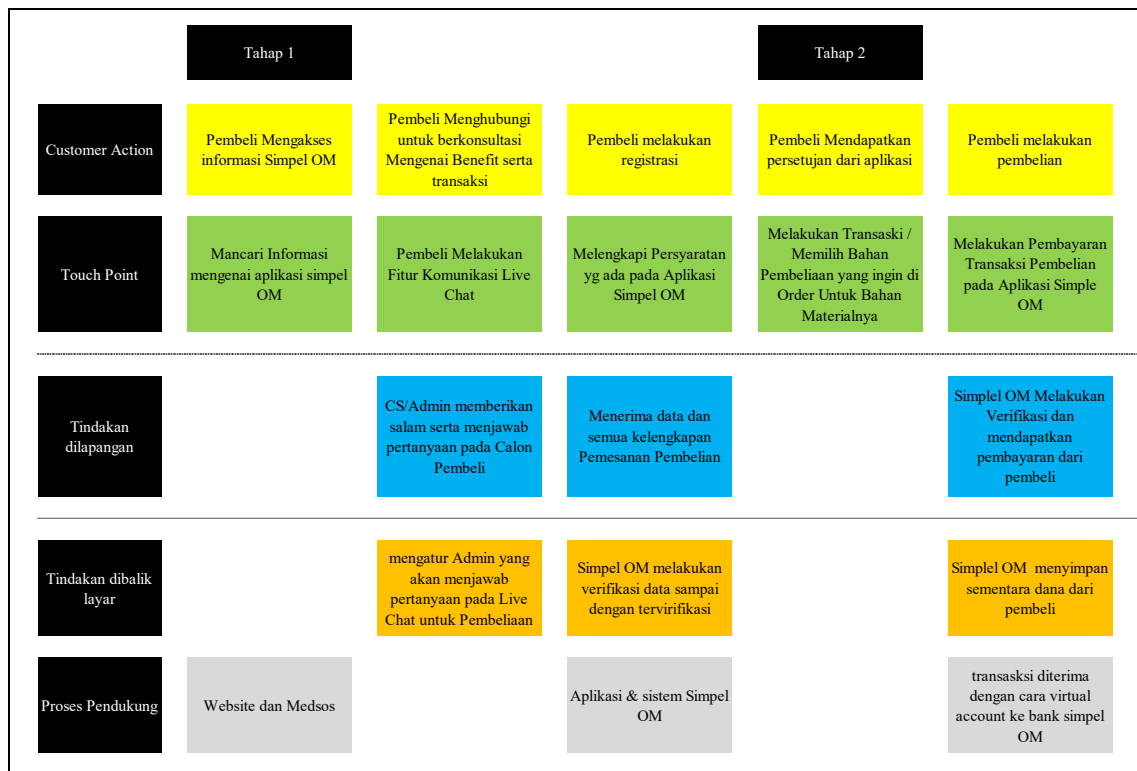 Tahap 1
Tahap 2
Customer Action
Pembeli Mengakses
informasi Simpel OM
Pembeli Menghubungi
untuk berkonsultasi
Mengenai Benefit serta
transaksi
Pembeli melakukan
registrasi
Pembeli Mendapatkan
persetujan dari aplikasi
Pembeli melakukan
pembelian
Touch Point
Mancari Informasi
mengenai aplikasi simpel
OM
Pembeli Melakukan
Fitur Komunikasi Live
Chat
Melengkapi Persyaratan
yg ada pada Aplikasi
Simpel OM
Melakukan Transaski /
Memilih Bahan
Pembeliaan yang ingin di
Order Untuk Bahan
Materialnya
Melakukan Pembayaran
Transaksi Pembelian
pada Aplikasi Simple
OM
Tindakan
dilapangan
CS/Admin memberikan
salam serta menjawab
pertanyaan pada Calon
Pembeli
Menerima data dan
semua kelengkapan
Pemesanan Pembelian
Simplel OM Melakukan
Verifikasi dan
mendapatkan
pembayaran dari
pembeli
Tindakan dibalik
layar
mengatur Admin yang
akan menjawab
pertanyaan pada Live
Chat untuk Pembeliaan
Simpel OM melakukan
verifikasi data sampai
dengan tervirifikasi
Simplel OM menyimpan
sementara dana dari
pembeli
Proses Pendukung
Website dan Medsos
Aplikasi & sistem Simpel
OM
transasksi diterima
dengan cara virtual
account ke bank simpel
OM